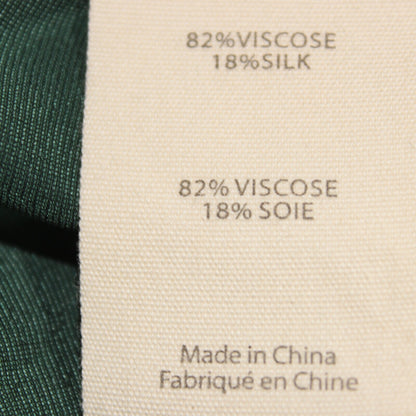 82%VISCOSE
18%SILK
82% VISCOSE
18% SOIE
Made in China
Fabriqué en Chine